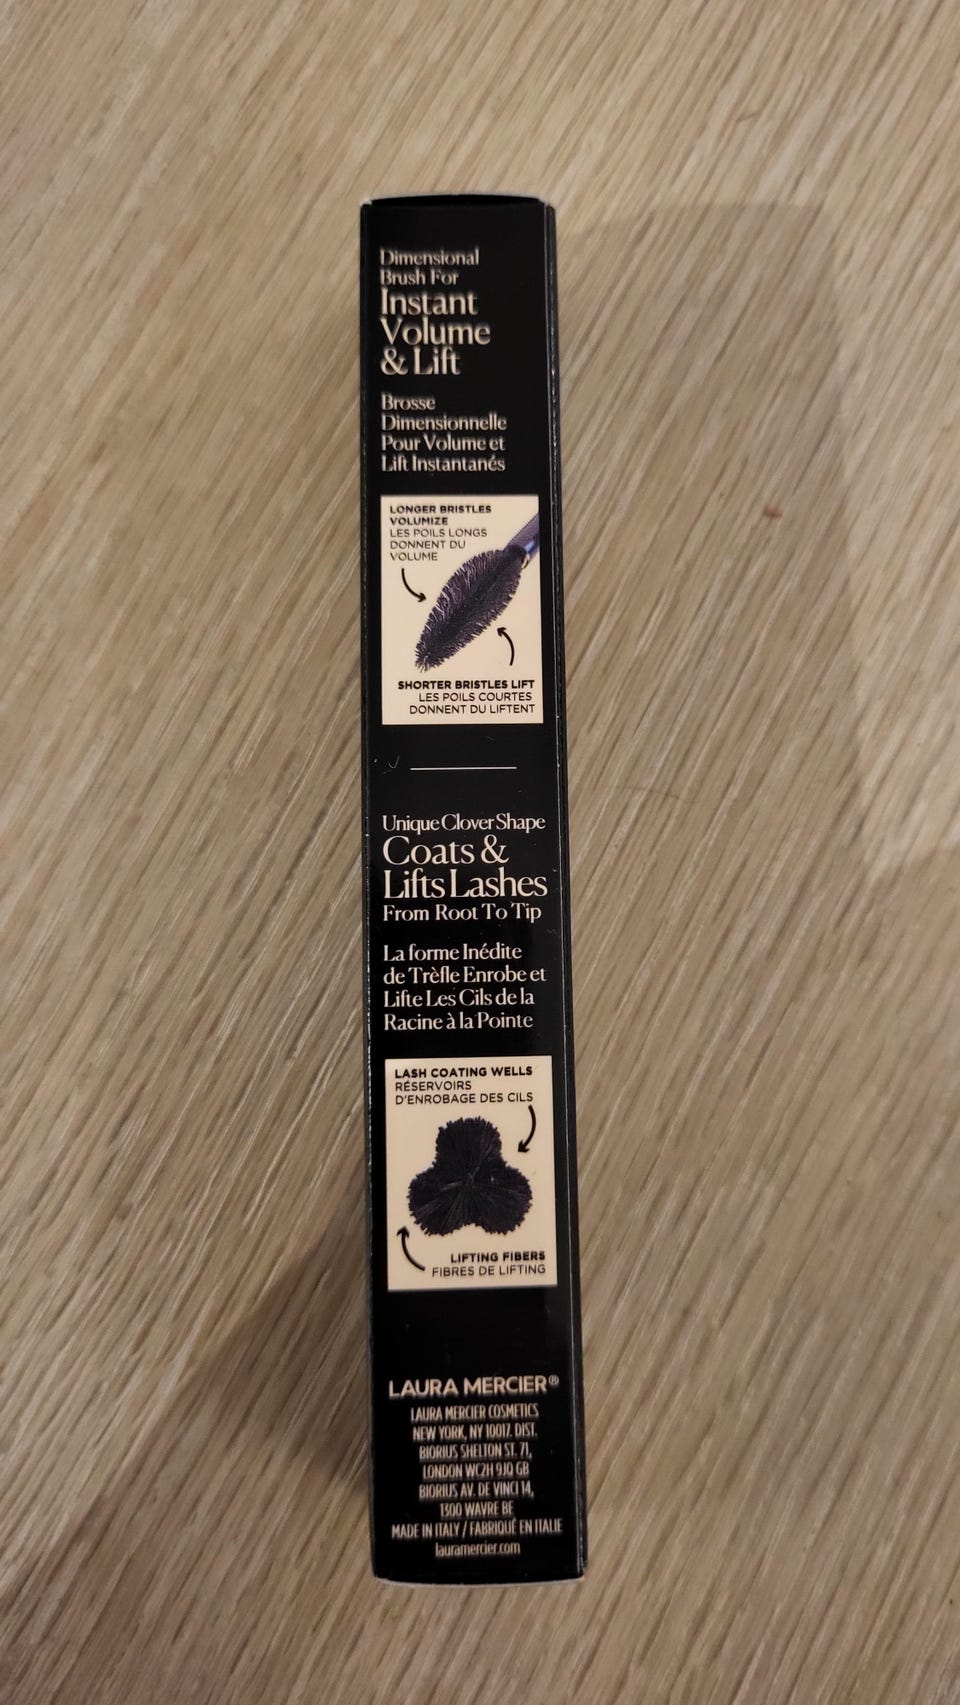 Dimensional
Brush For
Instant
Volume
& Lift
Brosse
Dimensionnelle
Pour Volume et
Lift Instantanés
LONGER BRISTLES
VOLUMIZE
LES POILS LONGS
DONNENT DU
VOLUME
SHORTER BRISTLES LIFT
LES POILS COURTES
DONNENT DU LIFTENT
Unique Clover Shape
Coats &
Lifts Lashes
From Root To Tip
La forme Inédite
de Trèfle Enrobe et
Lifte Les Cils de la
Racine à la Pointe
LASH COATING WELLS
RÉSERVOIRS
D'ENROBAGE DES CILS
LIFTING FIBERS
FIBRES DE LIFTING
LAURA MERCIER®
LAURA MERCIER COSMETICS
NEW YORK, NY 10017. DIST.
BIORIUS SHELTON ST. 71,
LONDON WC2H 9JQ GB
BIORIUS AV. DE VINCI 14,
1300 WAVRE BE
MADE IN ITALY / FABRIQUÉ EN ITALIE
lauramercier.com